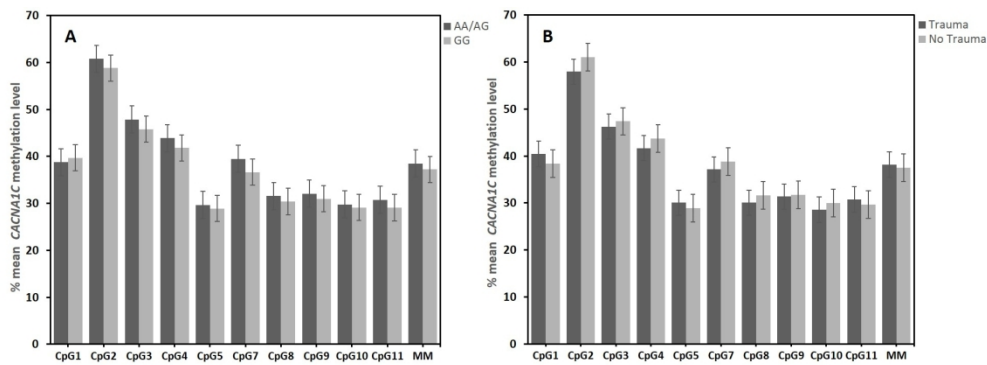 A
AA/AG
GG
% mean CACNA1C methylation level
70
60
50
40
30
20
10
0
CpG1 CpG2 CpG3 CpG4 CpG5 CpG7 CpG8 CpG9 CpG10 CpG11 MM
B
Trauma
No Trauma
% mean CACNA1C methylation level
70
60
50
40
30
20
10
0
CpG1 CpG2 CpG3 CpG4 CpG5 CpG7 CpG8 CpG9 CpG10 CpG11 MM